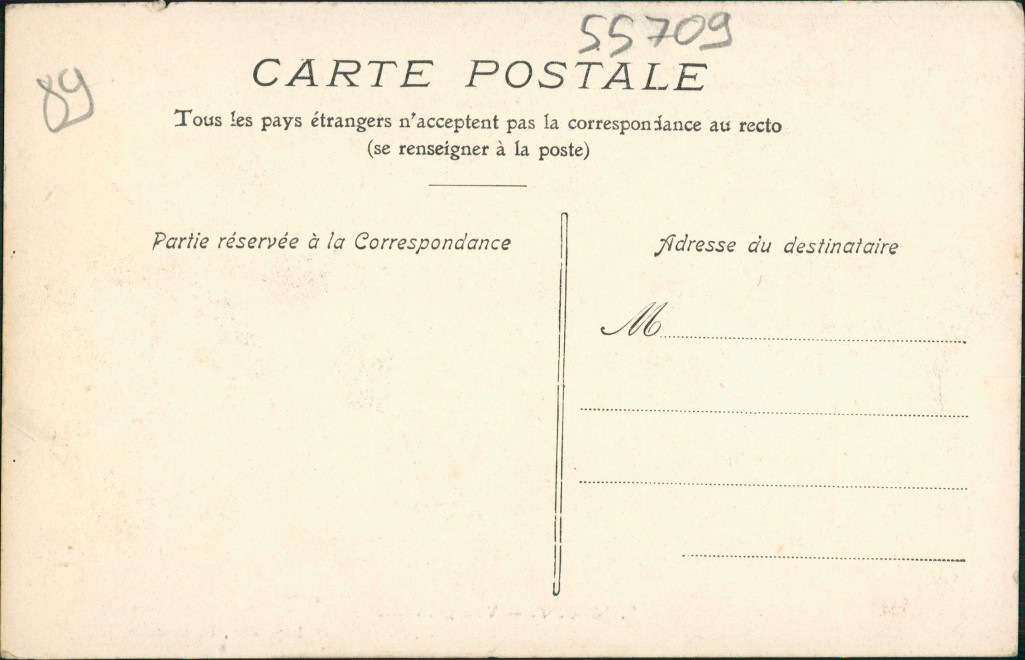 55709
89
CARTE POSTALE
Tous les pays étrangers n'acceptent pas la correspondance au recto
(se renseigner à la poste)
Partie réservée à la Correspondance
Adresse du destinataire
M